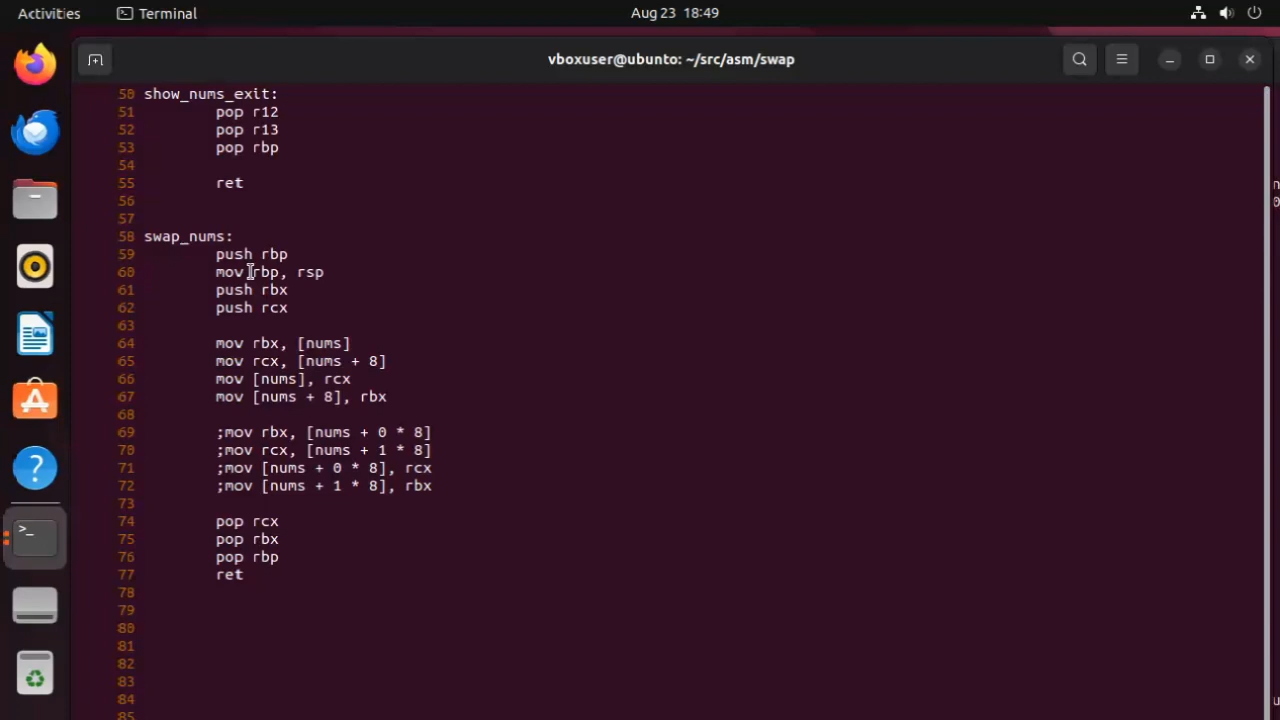 Activities Terminal Aug 23 18:49
vboxuser@ubunto: ~/src/asm/swap
50 show_nums_exit:
51 pop r12
52 pop r13
53 pop rbp
54
55 ret
56
57
58 swap_nums:
59 push rbp
60 mov rbp, rsp
61 push rbx
62 push rcx
63
64 mov rbx, [nums]
65 mov rcx, [nums + 8]
66 mov [nums], rcx
67 mov [nums + 8], rbx
68
69 ;mov rbx, [nums + 0 * 8]
70 ;mov rcx, [nums + 1 * 8]
71 ;mov [nums + 0 * 8], rcx
72 ;mov [nums + 1 * 8], rbx
73
74 pop rcx
75 pop rbx
76 pop rbp
77 ret
78
79
80
81
82
83
84
85